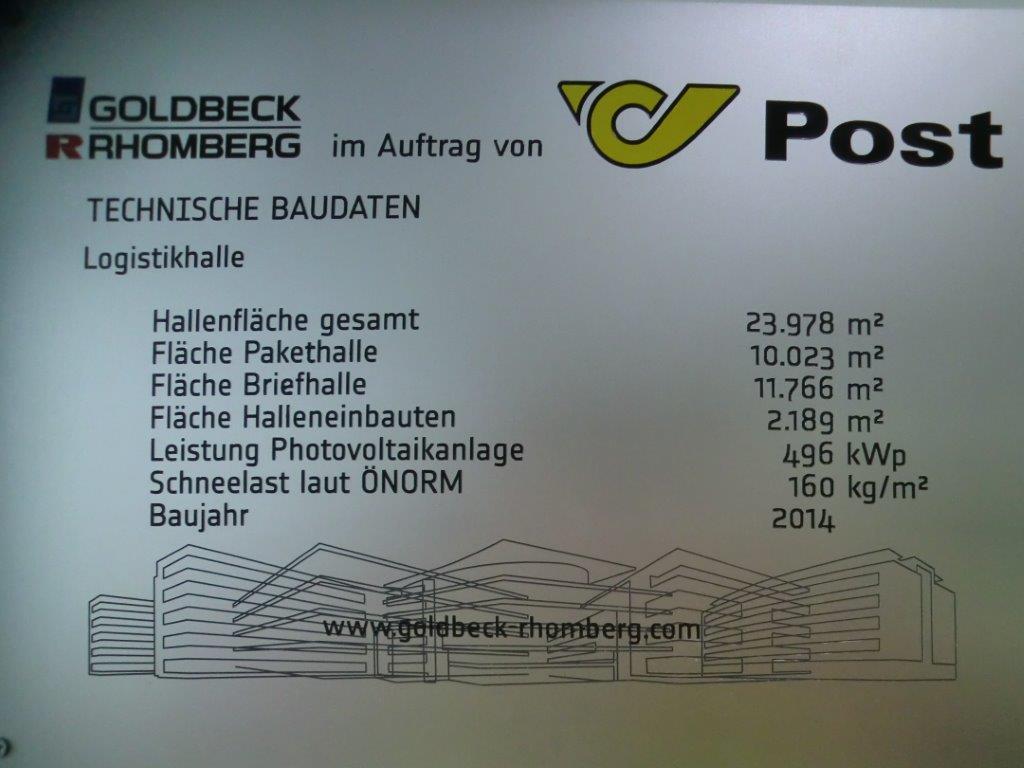 GOLDBECK
RHOMBERG im Auftrag von Post
TECHNISCHE BAUDATEN
Logistikhalle
Hallenfläche gesamt 23.978 m²
Fläche Pakethalle 10.023 m²
Fläche Briefhalle 11.766 m²
Fläche Halleneinbauten 2.189 m²
Leistung Photovoltaikanlage 496 kWp
Schneelast laut ÖNORM 160 kg/m²
Baujahr 2014
www.goldbeck-rhomberg.com